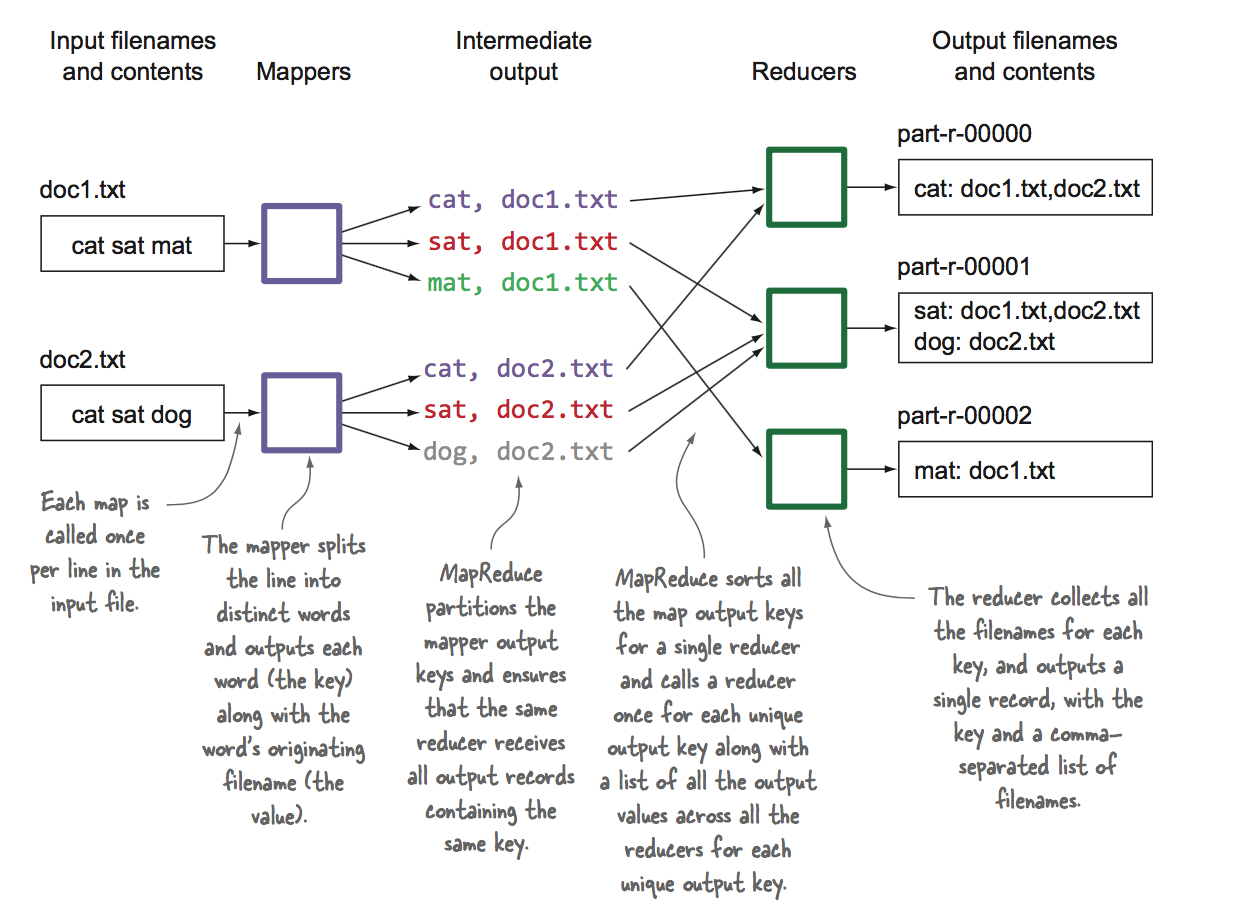 Input filenames
and contents
Mappers
Intermediate
output
Reducers
Output filenames
and contents
doc1.txt
cat sat mat
doc2.txt
cat sat dog
cat, doc1.txt
sat, doc1.txt
mat, doc1.txt
cat, doc2.txt
sat, doc2.txt
dog, doc2.txt
part-r-00000
cat: doc1.txt,doc2.txt
part-r-00001
sat: doc1.txt,doc2.txt
dog: doc2.txt
part-r-00002
mat: doc1.txt
Each map is
called once
per line in the
input file.
The mapper splits
the line into
distinct words
and outputs each
word (the key)
along with the
word's originating
filename (the
value).
MapReduce
partitions the
mapper output
keys and ensures
that the same
reducer receives
all output records
containing the
same key.
MapReduce sorts all
the map output keys
for a single reducer
and calls a reducer
once for each unique
output key along with
a list of all the output
values across all the
reducers for each
unique output key.
The reducer collects all
the filenames for each
key, and outputs a
single record, with the
key and a comma-
separated list of
filenames.